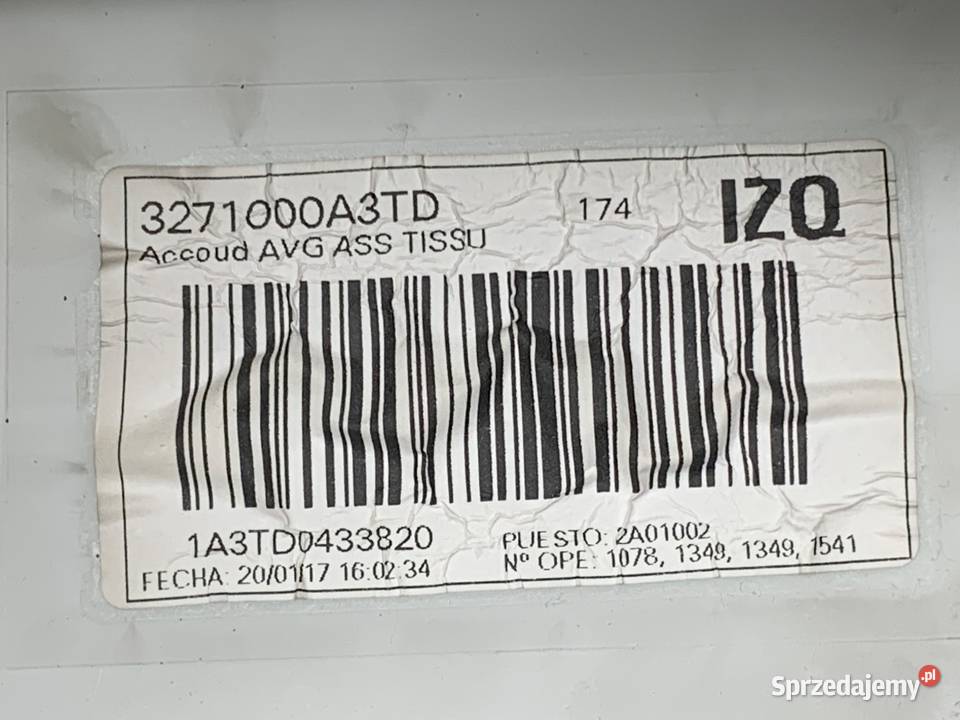 3271000A3TD 174 IZQ
Accoud AVG ASS TISSU
1A3TD0433820 PUESTO: 2A01002
FECHA: 20/01/17 16:02:34 Nº OPE: 1078, 1349, 1349, 1541
Sprzedajemy.pl